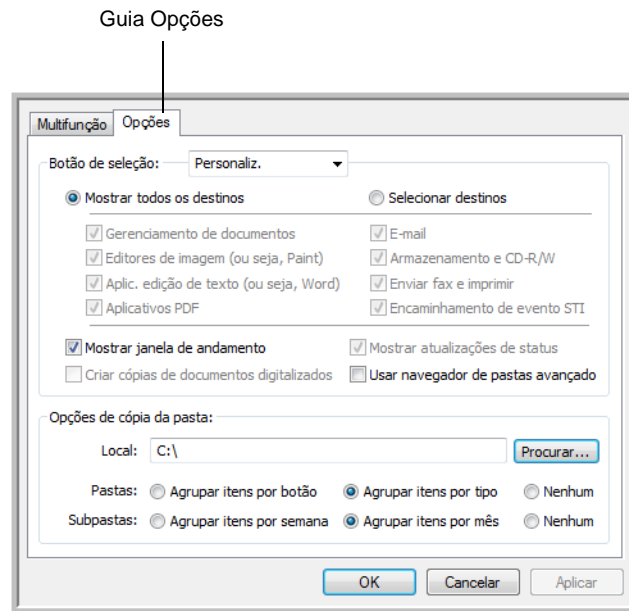 Guia Opções
Multifunção Opções
Botão de seleção: Personaliz.
Mostrar todos os destinos Selecionar destinos
Gerenciamento de documentos E-mail
Editores de imagem (ou seja, Paint) Armazenamento e CD-R/W
Aplic. edição de texto (ou seja, Word) Enviar fax e imprimir
Aplicativos PDF Encaminhamento de evento STI
Mostrar janela de andamento Mostrar atualizações de status
Criar cópias de documentos digitalizados Usar navegador de pastas avançado
Opções de cópia da pasta:
Local: C:\ Procurar...
Pastas: Agrupar itens por botão Agrupar itens por tipo Nenhum
Subpastas: Agrupar itens por semana Agrupar itens por mês Nenhum
OK Cancelar Aplicar